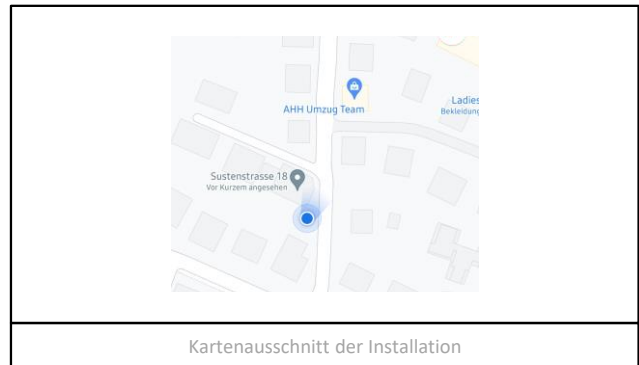 AHH Umzug Team
Ladies
Bekleidung
Sustenstrasse 18
Vor Kurzem angesehen
Kartenausschnitt der Installation